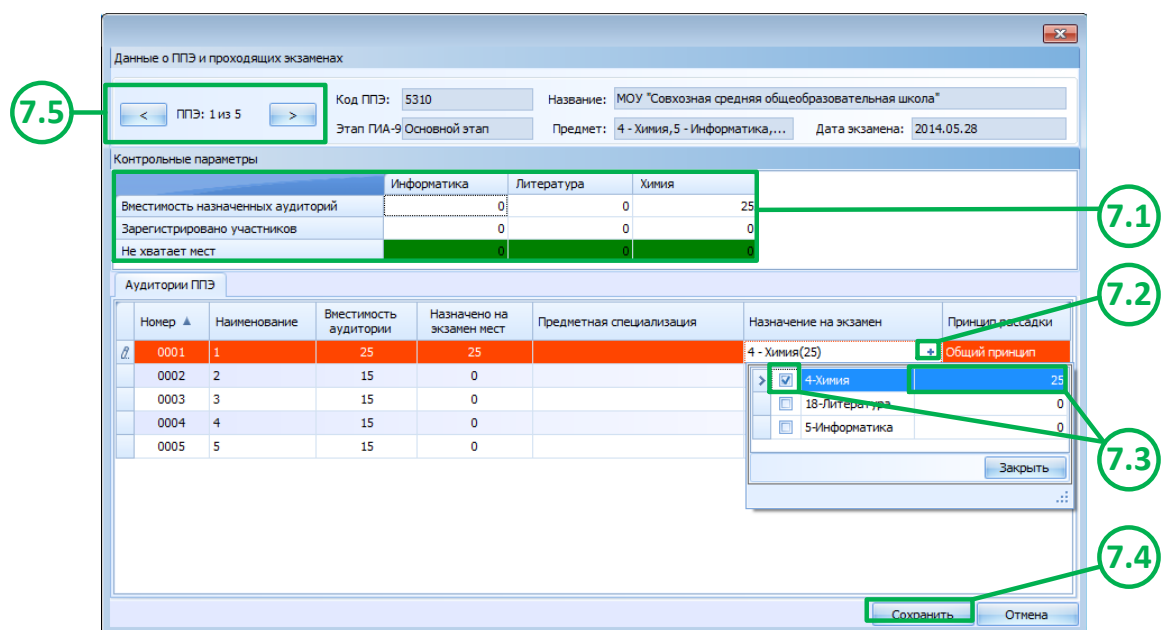 Данные о ППЭ и проходящих экзаменах
7.5
< ППЭ: 1 из 5 >
Код ППЭ: 5310 Название: МОУ "Совхозная средняя общеобразовательная школа"
Этап ГИА-9 Основной этап Предмет: 4 - Химия,5 - Информатика,... Дата экзамена: 2014.05.28
Контрольные параметры
Информатика Литература Химия
Вместимость назначенных аудиторий 0 0 25
Зарегистрировано участников 0 0 0
Не хватает мест 0 0 0
7.1
Аудитории ППЭ
7.2
Номер Наименование Вместимость аудитории Назначено на экзамен мест Предметная специализация Назначение на экзамен Принцип рассадки
0001 1 25 25 4 - Химия(25) + Общий принцип
0002 2 15 0
0003 3 15 0
0004 4 15 0
0005 5 15 0
4-Химия 25
18-Литература 0
5-Информатика 0
7.3
Закрыть
7.4
Сохранить Отмена